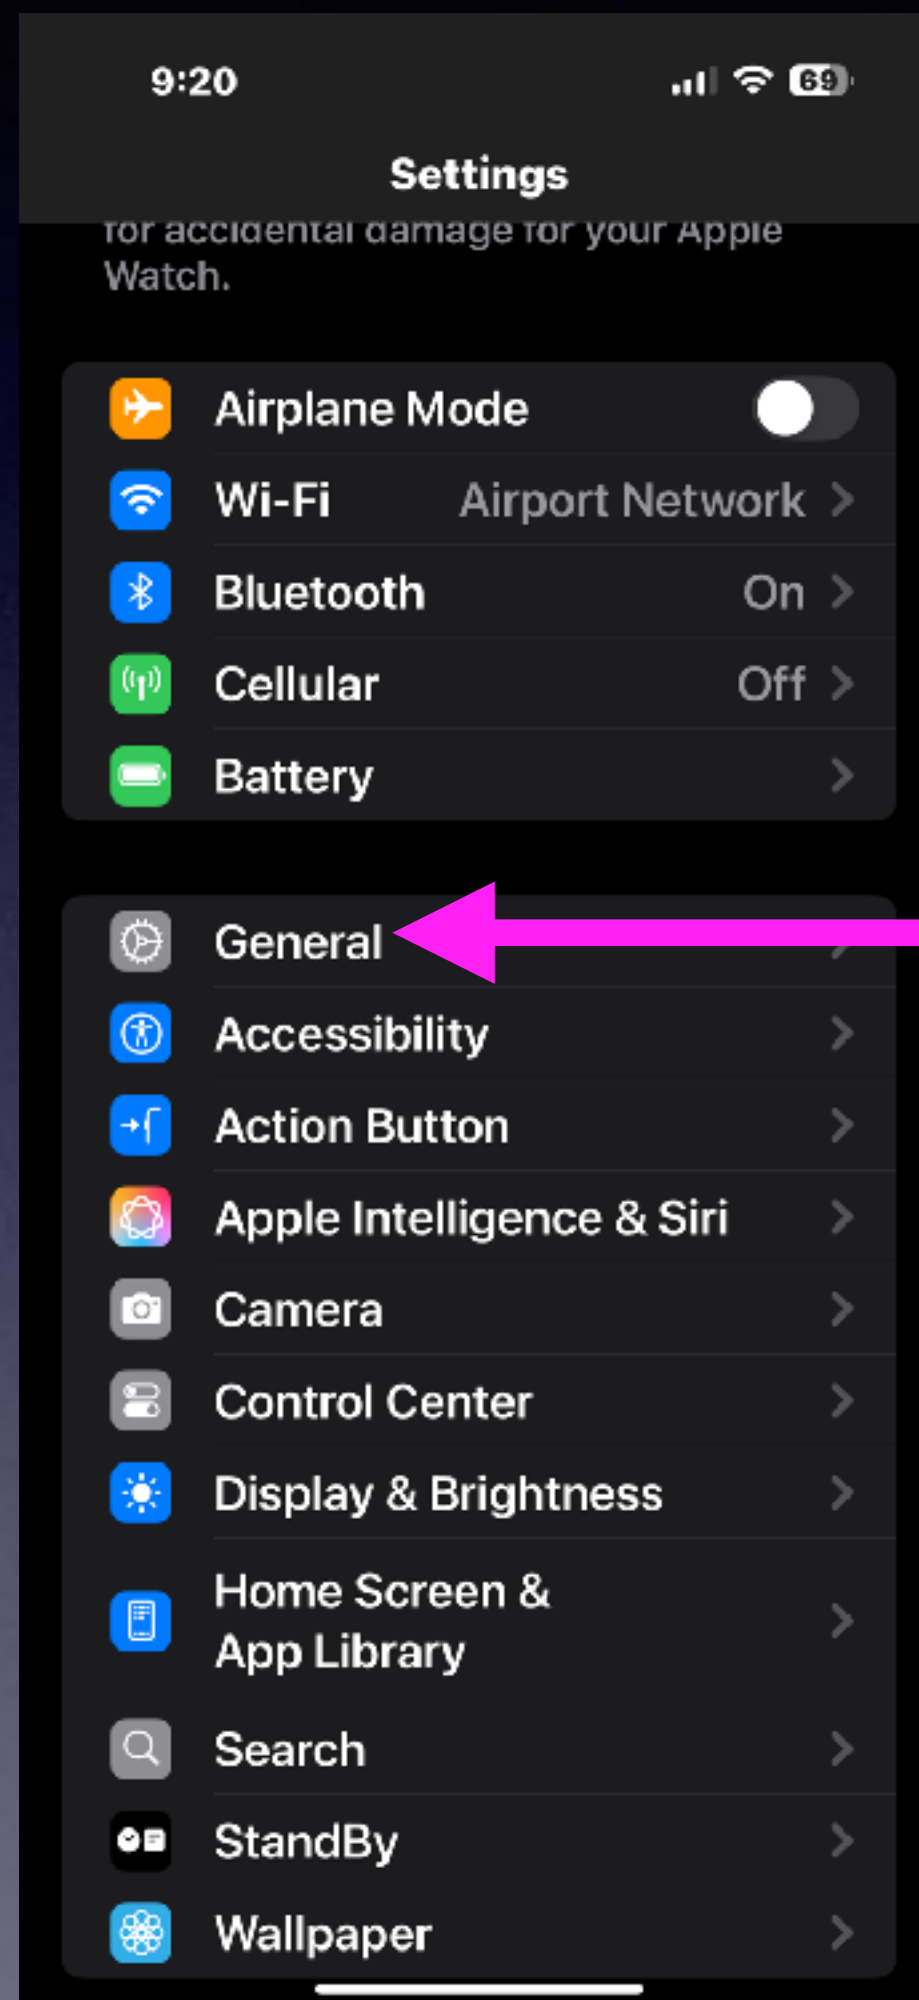 9:20
69
Settings
for accidental damage for your Apple
Watch.
Airplane Mode
Wi-Fi Airport Network
Bluetooth On
Cellular Off
Battery
General
Accessibility
Action Button
Apple Intelligence & Siri
Camera
Control Center
Display & Brightness
Home Screen &
App Library
Search
StandBy
Wallpaper